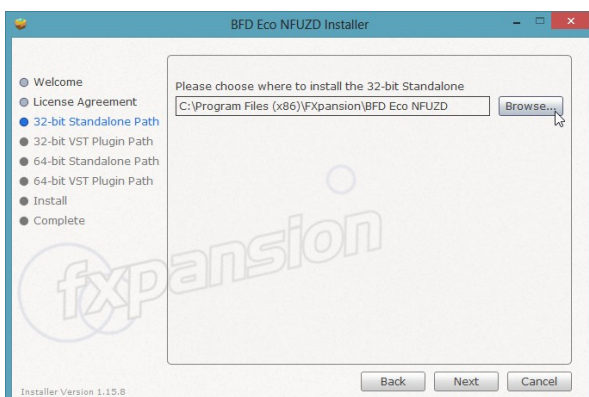 BFD Eco NFUZD Installer
Welcome
License Agreement
32-bit Standalone Path
32-bit VST Plugin Path
64-bit Standalone Path
64-bit VST Plugin Path
Install
Complete
Please choose where to install the 32-bit Standalone
C:\Program Files (x86)\FXpansion\BFD Eco NFUZD
Browse...
fxpansion
Installer Version 1.15.8
Back
Next
Cancel